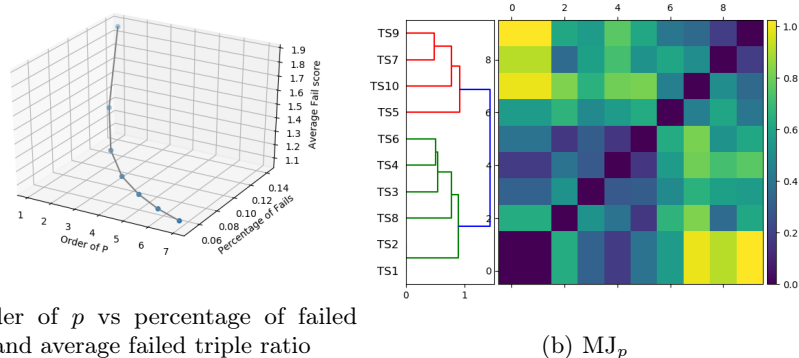 1.9
1.8
1.7
1.6
1.5
1.4
1.3
1.2
1.1
Average Fail score
0.14
0.12
0.10
0.08
0.06
Percentage of Fails
1 2 3 4 5 6 7
Order of P
of p vs percentage of failed
and average failed triple ratio
TS9
TS7
TS10
TS5
TS6
TS4
TS3
TS8
TS2
TS1
0 1
0 2 4 6 8
8
6
4
2
0
1.0
0.8
0.6
0.4
0.2
0.0
(b) MJp